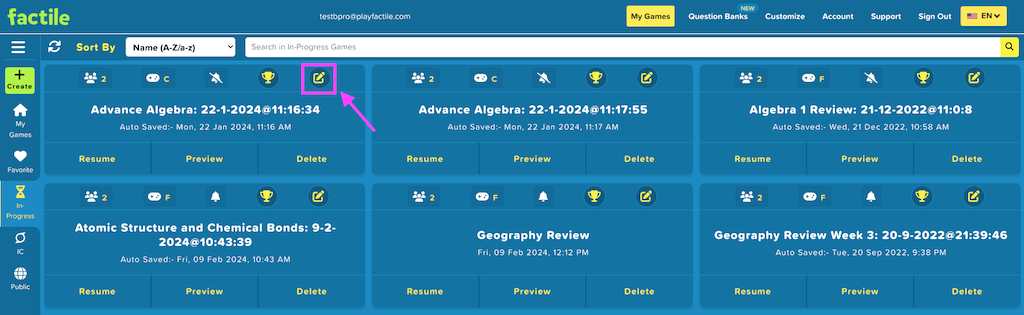 factile
testbpro@playfactile.com
My Games
Question Banks
NEW
Customize
Account
Support
Sign Out
EN
Sort By
Name (A-Z/a-z)
Search in In-Progress Games
Create
My
Games
Favorite
In-
Progress
IC
Public
2 C
Advance Algebra: 22-1-2024@11:16:34
Auto Saved:- Mon, 22 Jan 2024, 11:16 AM
Resume Preview Delete
2 C
Advance Algebra: 22-1-2024@11:17:55
Auto Saved:- Mon, 22 Jan 2024, 11:17 AM
Resume Preview Delete
2 F
Algebra 1 Review: 21-12-2022@11:0:8
Auto Saved:- Wed, 21 Dec 2022, 10:58 AM
Resume Preview Delete
2 F
Atomic Structure and Chemical Bonds: 9-2-
2024@10:43:39
Auto Saved:- Fri, 09 Feb 2024, 10:43 AM
Resume Preview Delete
2 F
Geography Review
Fri, 09 Feb 2024, 12:12 PM
Resume Preview Delete
2 F
Geography Review Week 3: 20-9-2022@21:39:46
Auto Saved:- Tue, 20 Sep 2022, 9:38 PM
Resume Preview Delete